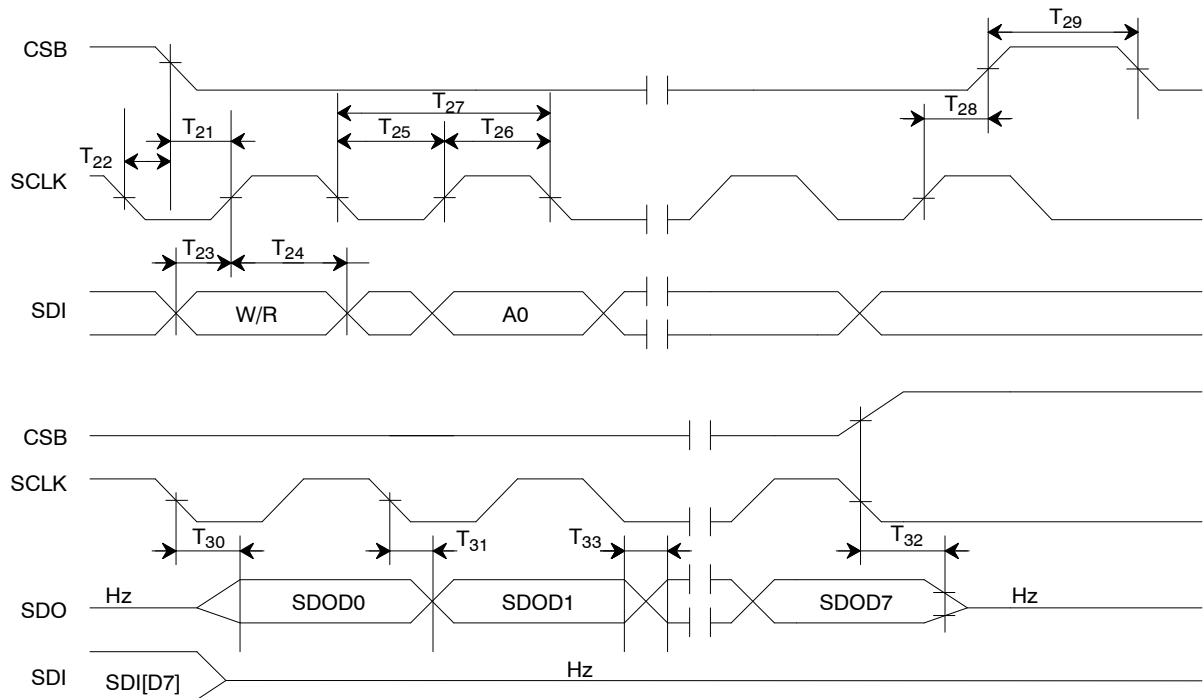 T29
CSB
T27
T28
T21
T25
T26
T22
SCLK
T23
T24
SDI
W/R
A0
CSB
SCLK
T30
T31
T33
T32
Hz
SDOD0
SDOD1
SDOD7
Hz
SDO
Hz
SDI
SDI[D7]